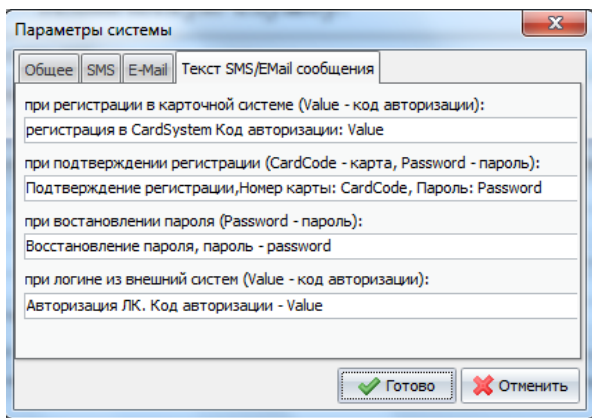 Параметры системы
Общее SMS E-Mail Текст SMS/EMail сообщения
при регистрации в карточной системе (Value - код авторизации):
регистрация в CardSystem Код авторизации: Value
при подтверждении регистрации (CardCode - карта, Password - пароль):
Подтверждение регистрации,Номер карты: CardCode, Пароль: Password
при востановлении пароля (Password - пароль):
Восстановление пароля, пароль - password
при логине из внешний систем (Value - код авторизации):
Авторизация ЛК. Код авторизации - Value
Готово Отменить